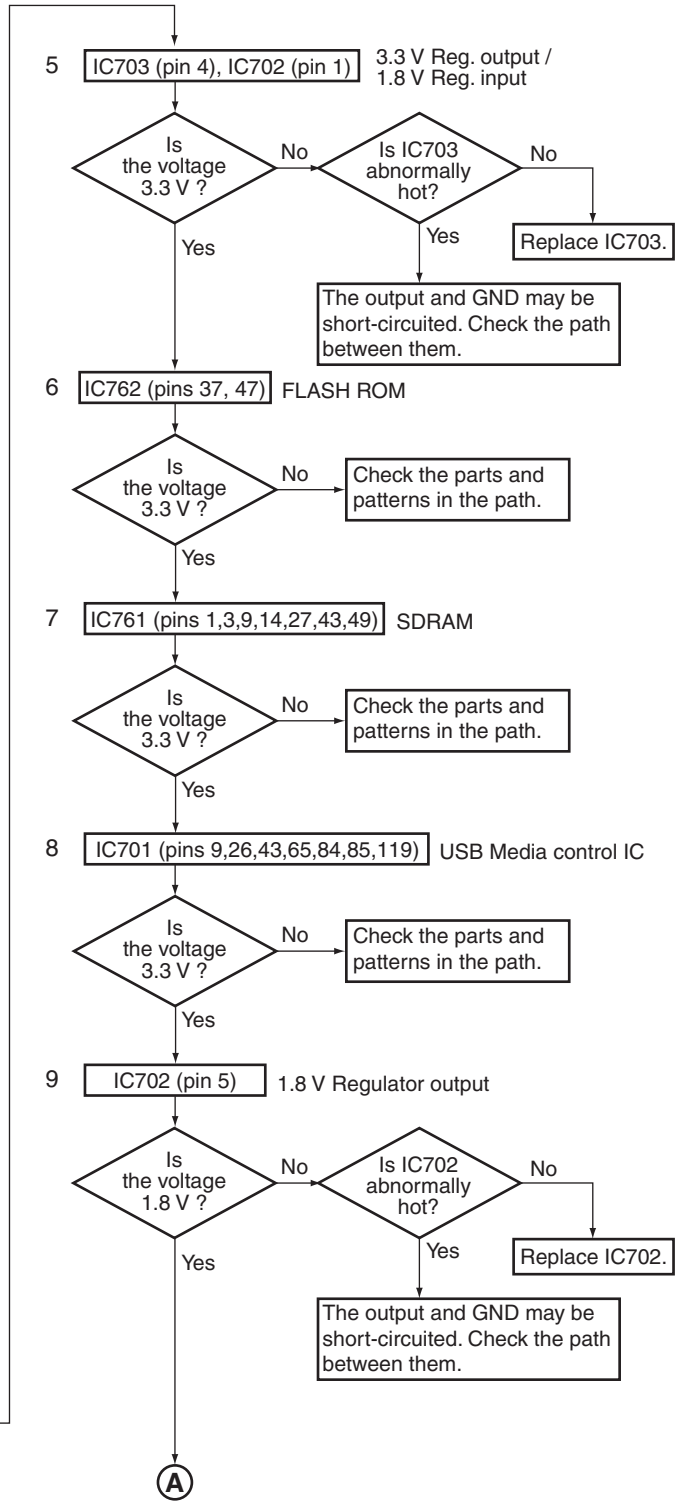 5
IC703 (pin 4), IC702 (pin 1)
3.3 V Reg. output /
1.8 V Reg. input
Is
the voltage
3.3 V ?
No
Is IC703
abnormally
hot?
No
Yes
Yes
Replace IC703.
The output and GND may be
short-circuited. Check the path
between them.
6
IC762 (pins 37, 47)
FLASH ROM
Is
the voltage
3.3 V ?
No
Check the parts and
patterns in the path.
Yes
7
IC761 (pins 1,3,9,14,27,43,49)
SDRAM
Is
the voltage
3.3 V ?
No
Check the parts and
patterns in the path.
Yes
8
IC701 (pins 9,26,43,65,84,85,119)
USB Media control IC
Is
the voltage
3.3 V ?
No
Check the parts and
patterns in the path.
Yes
9
IC702 (pin 5)
1.8 V Regulator output
Is
the voltage
1.8 V ?
No
Is IC702
abnormally
hot?
No
Yes
Yes
Replace IC702.
The output and GND may be
short-circuited. Check the path
between them.
A